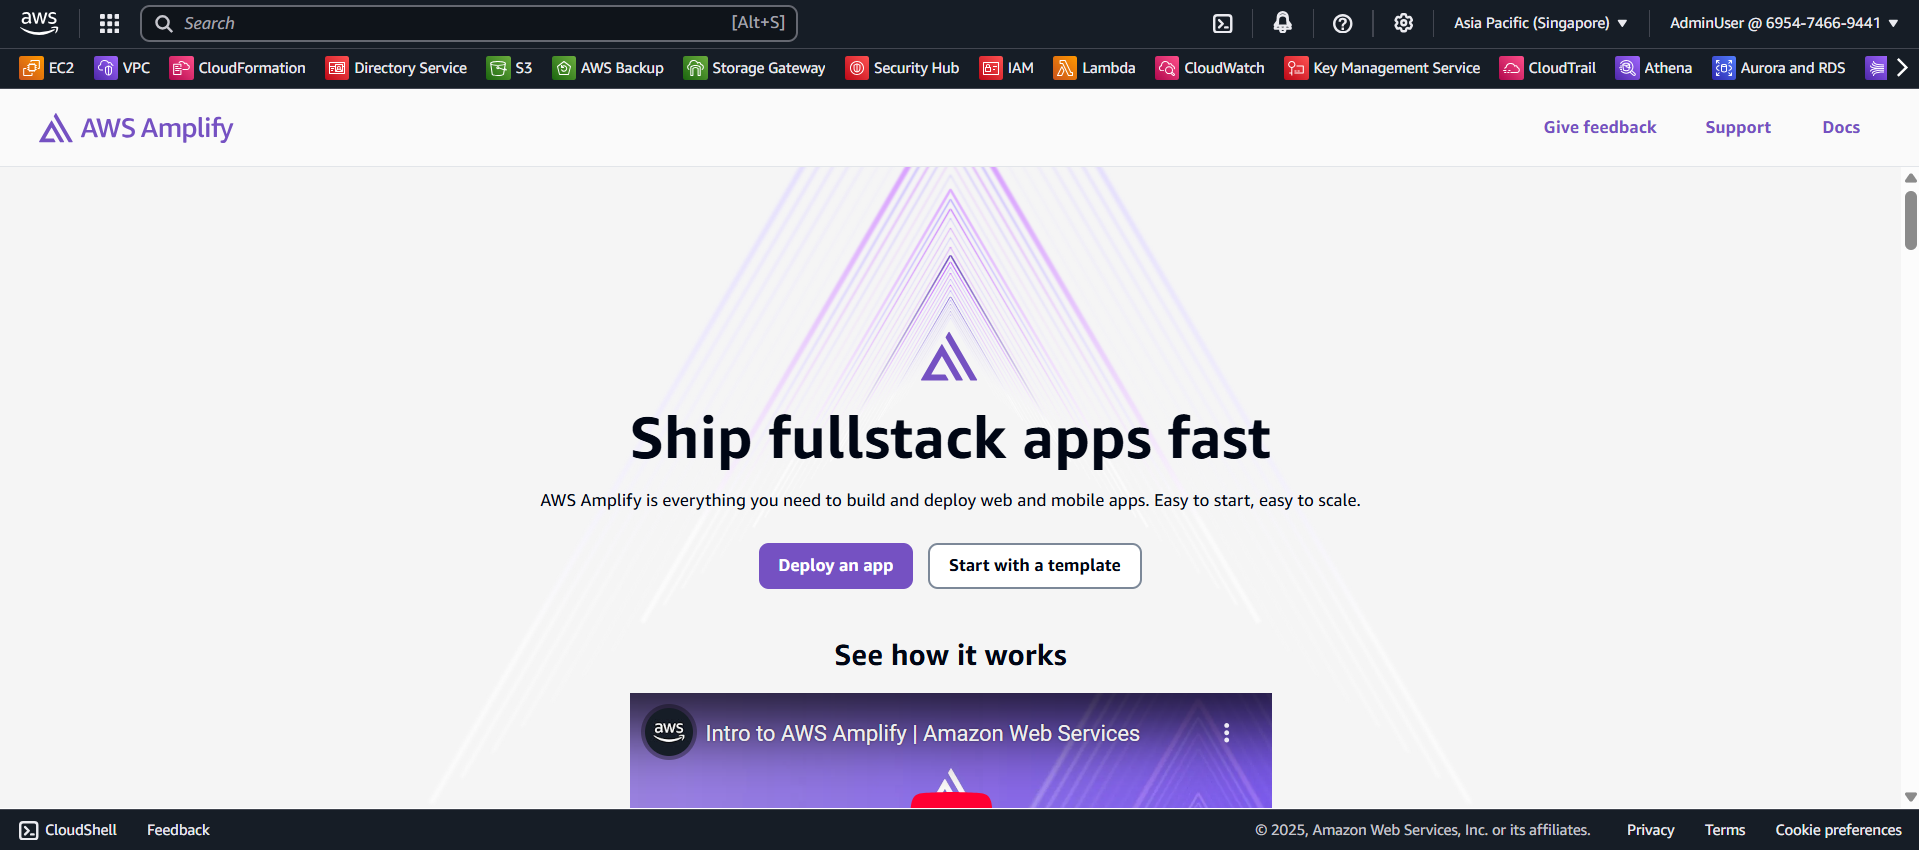 aws
Search [Alt+S]
Asia Pacific (Singapore)
AdminUser @ 6954-7466-9441
EC2 VPC CloudFormation Directory Service S3 AWS Backup Storage Gateway Security Hub IAM Lambda CloudWatch Key Management Service CloudTrail Athena Aurora and RDS
AWS Amplify
Give feedback Support Docs
Ship fullstack apps fast
AWS Amplify is everything you need to build and deploy web and mobile apps. Easy to start, easy to scale.
Deploy an app Start with a template
See how it works
aws Intro to AWS Amplify | Amazon Web Services
CloudShell Feedback © 2025, Amazon Web Services, Inc. or its affiliates. Privacy Terms Cookie preferences